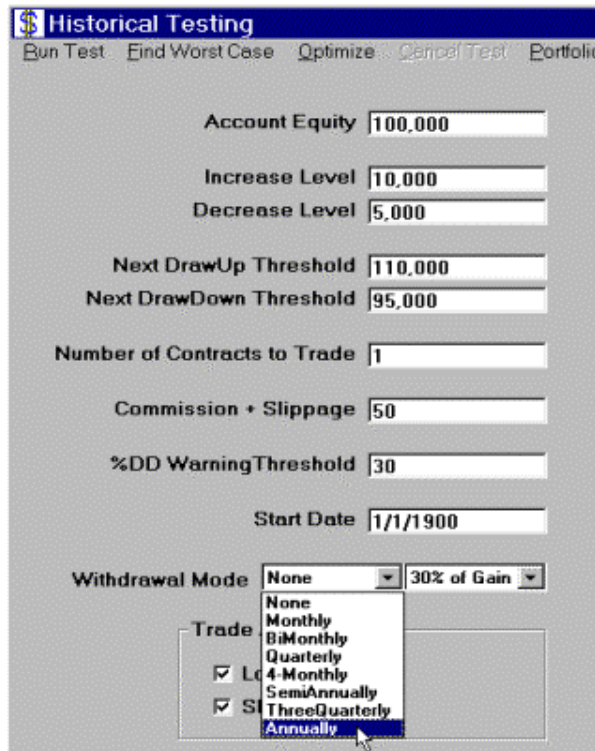 Historical Testing
Run Test Find Worst Case Optimize Cancel Test Portfolio
Account Equity 100,000
Increase Level 10,000
Decrease Level 5,000
Next DrawUp Threshold 110,000
Next DrawDown Threshold 95,000
Number of Contracts to Trade 1
Commission + Slippage 50
%DD WarningThreshold 30
Start Date 1/1/1900
Withdrawal Mode None 30% of Gain
None
Monthly
BiMonthly
Quarterly
4-Monthly
SemiAnnually
ThreeQuarterly
Annually
Trade